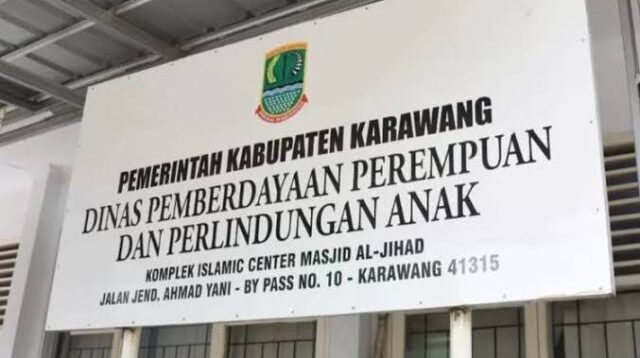 PEMERINTAH KABUPATEN KARAWANG
DINAS PEMBERDAYAAN PEREMPUAN
DAN PERLINDUNGAN ANAK
KOMPLEK ISLAMIC CENTER MASJID AL-JIHAD
JALAN JEND. AHMAD YANI - BY PASS NO. 10 - KARAWANG 41315